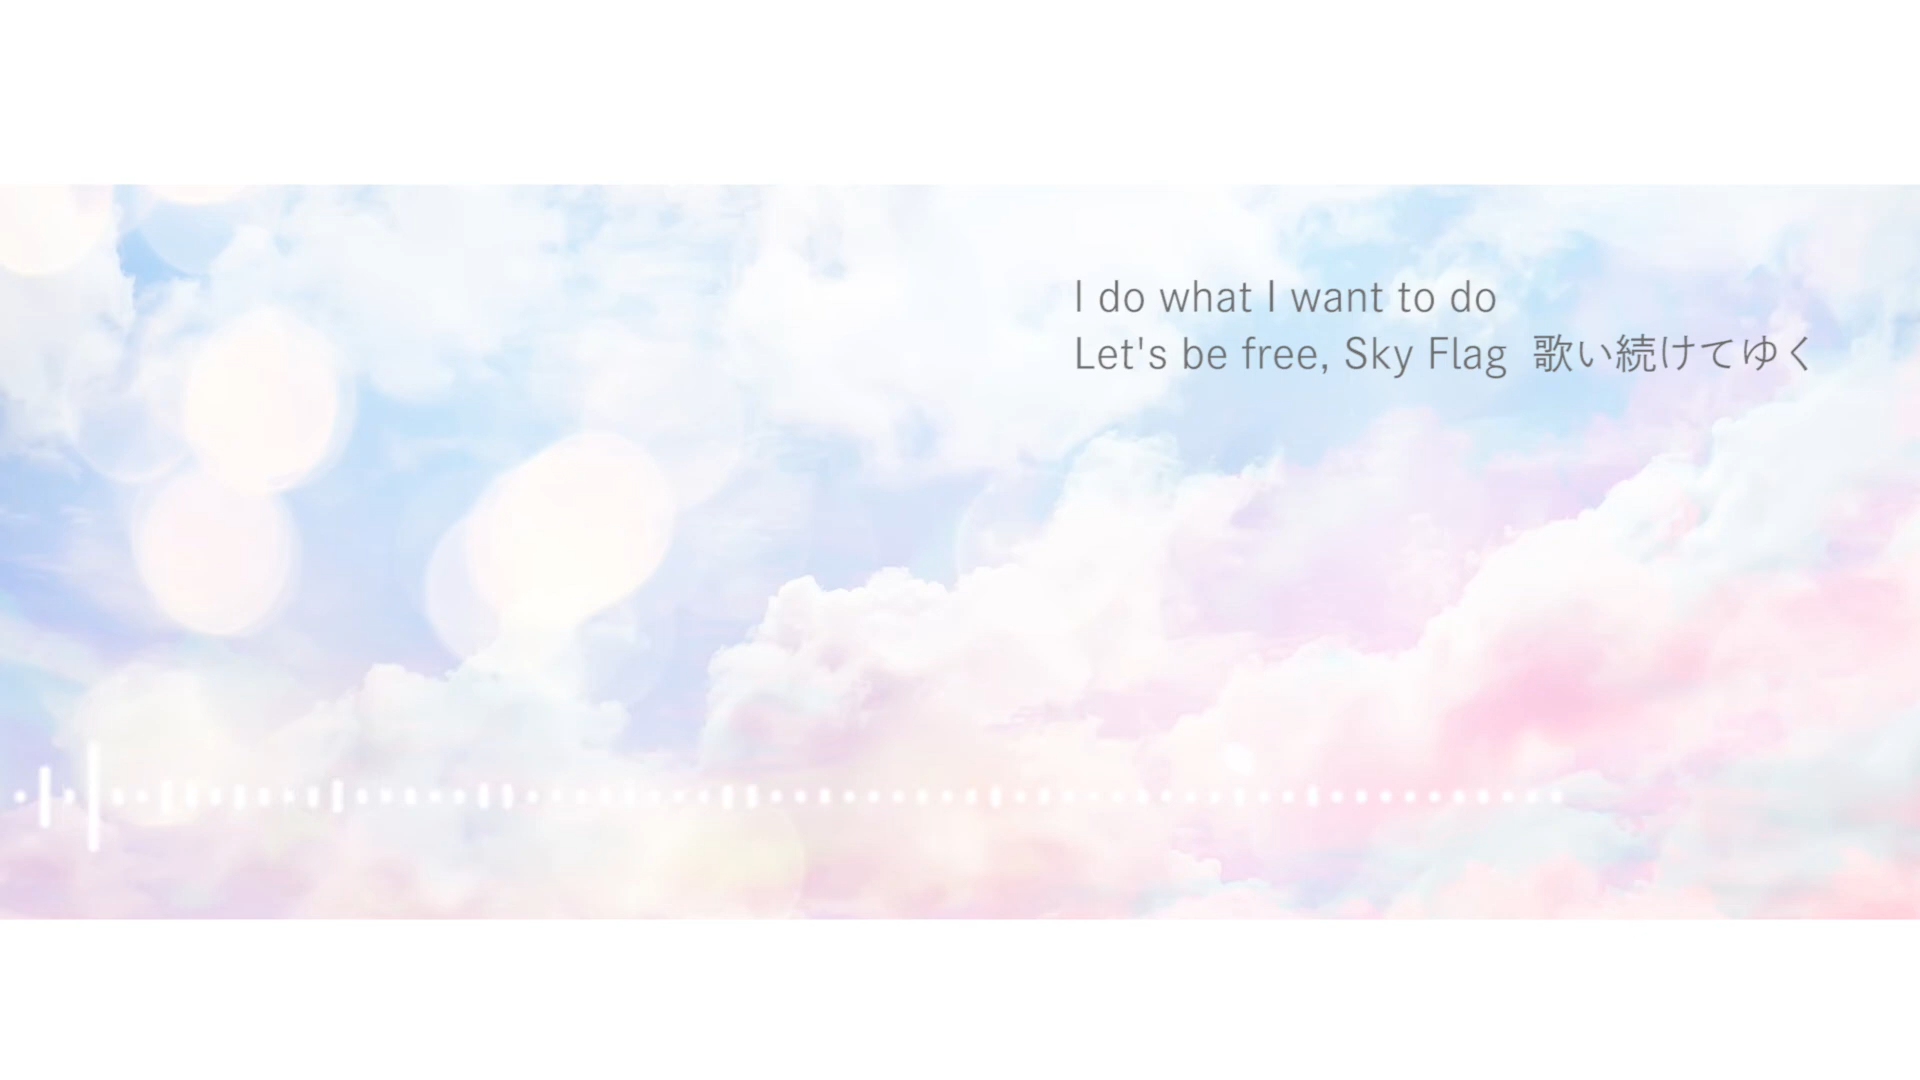 I do what I want to do
Let's be free, Sky Flag 歌い続けてゆく